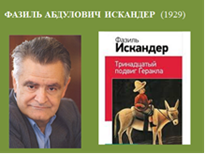 ФАЗИЛЬ АБДУЛОВИЧ ИСКАНДЕР (1929)
Фазиль
Искандер
Тринадцатый
подвиг Геракла